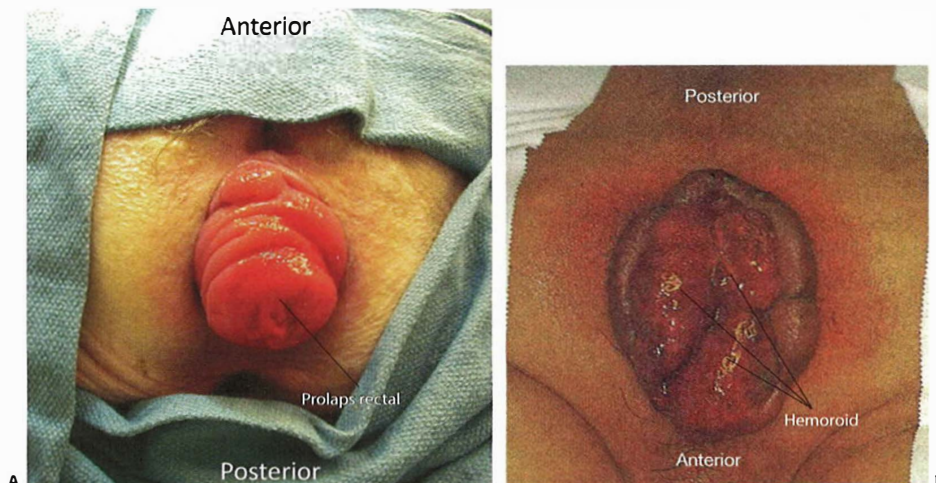 Anterior
Prolaps rectal
Posterior
A
Posterior
Hemoroid
Anterior